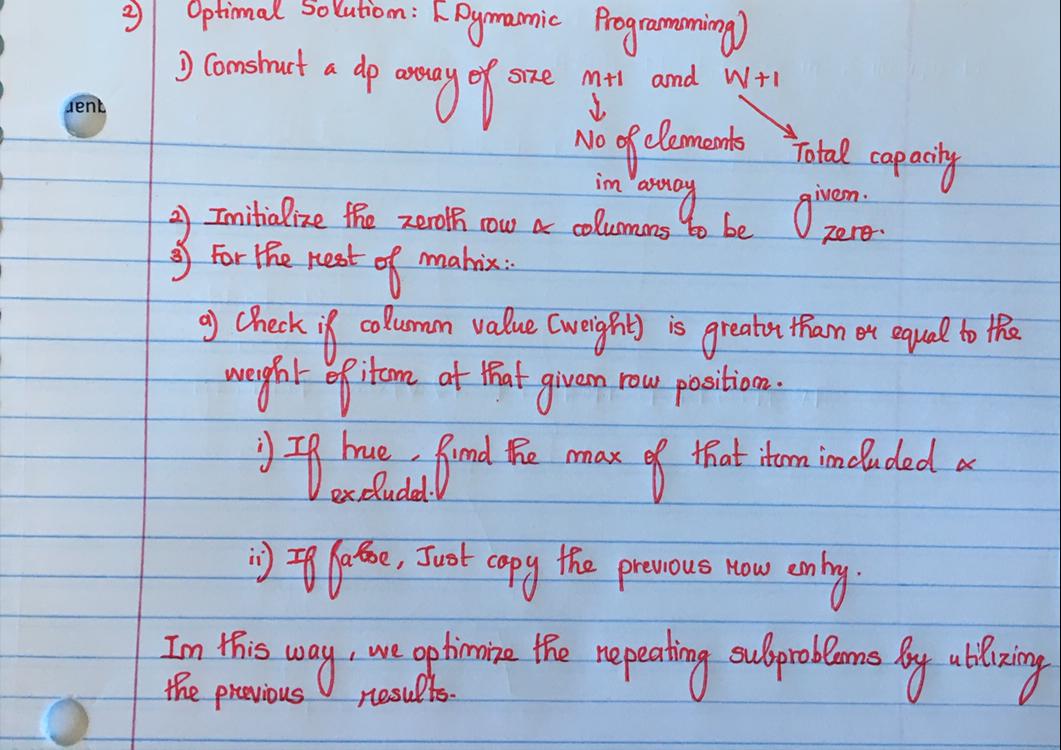 2) Optimal Solution: [Dynamic Programming)
1) Construct a dp array of size n+1 and W+1
No of elements
in array
Total capacity
given.
2) Initialize the zeroth row & columns to be zero.
3) For the rest of matrix:-
a) Check if column value (weight) is greater than or equal to the
weight of item at that given row position.
i) If true, find the max of that item included &
excluded.
ii) If false, Just copy the previous row entry.
In this way, we optimize the repeating subproblems by utilizing
the previous results.